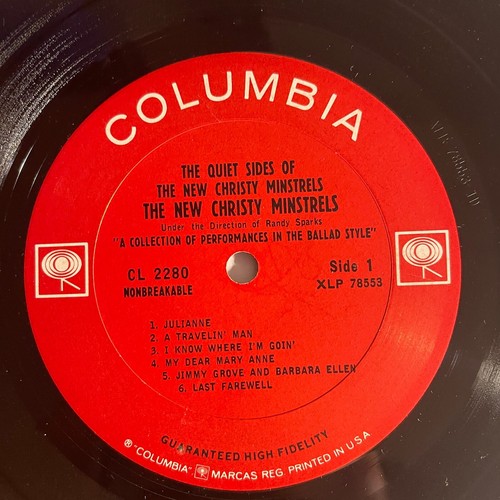 COLUMBIA
THE QUIET SIDES OF
THE NEW CHRISTY MINSTRELS
THE NEW CHRISTY MINSTRELS
Under the Direction of Randy Sparks
"A COLLECTION OF PERFORMANCES IN THE BALLAD STYLE"
CL 2280
NONBREAKABLE
Side 1
XLP 78553
1. JULIANNE
2. A TRAVELIN' MAN
3. I KNOW WHERE I'M GOIN'
4. MY DEAR MARY ANNE
5. JIMMY GROVE AND BARBARA ELLEN
6. LAST FAREWELL
GUARANTEED HIGH FIDELITY
® "COLUMBIA" MARCAS REG. PRINTED IN U.S.A.